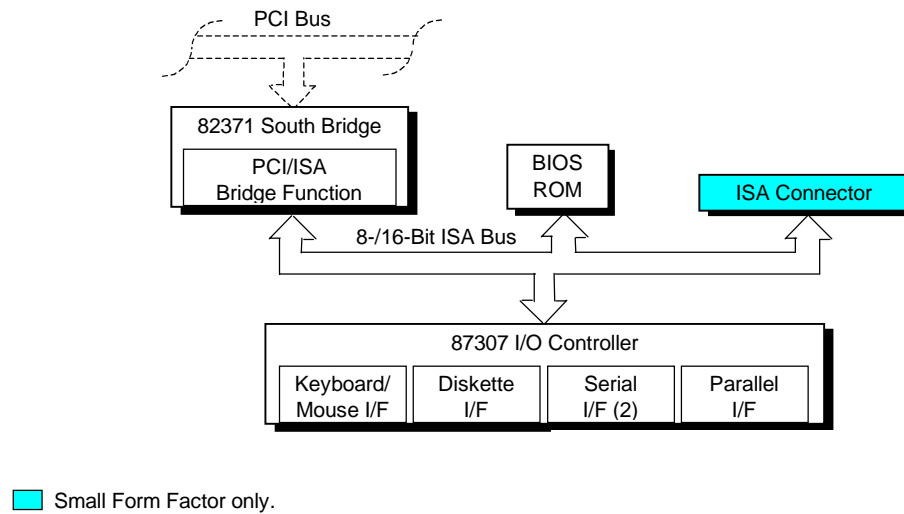 PCI Bus
82371 South Bridge
PCI/ISA
Bridge Function
BIOS
ROM
ISA Connector
8-/16-Bit ISA Bus
87307 I/O Controller
Keyboard/
Mouse I/F
Diskette
I/F
Serial
I/F (2)
Parallel
I/F
Small Form Factor only.